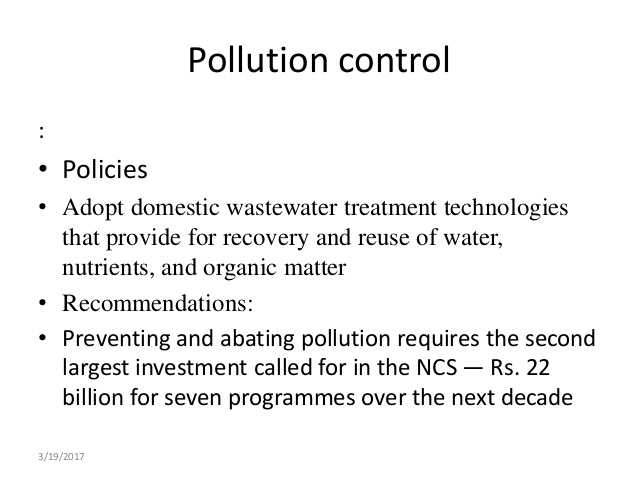 Pollution control
:
• Policies
• Adopt domestic wastewater treatment technologies
that provide for recovery and reuse of water,
nutrients, and organic matter
• Recommendations:
• Preventing and abating pollution requires the second
largest investment called for in the NCS — Rs. 22
billion for seven programmes over the next decade
3/19/2017